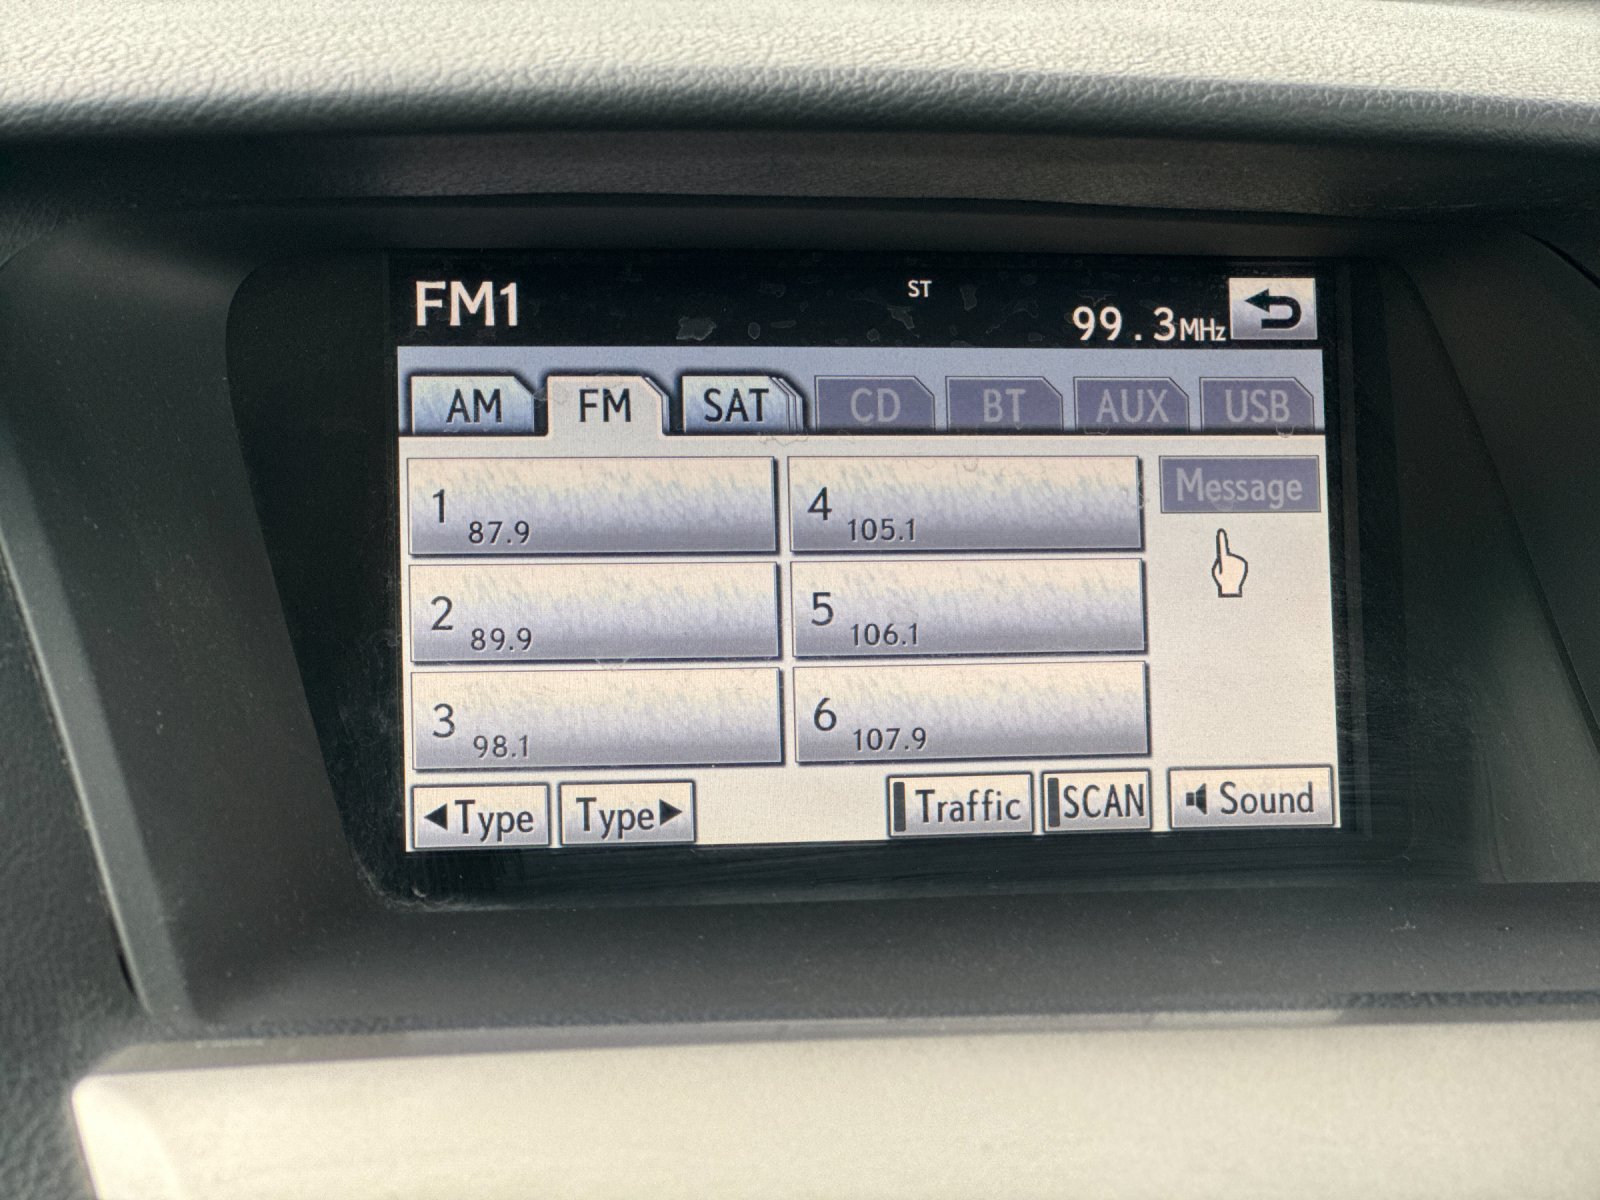 FM1 ST 99.3MHz
AM FM SAT CD BT AUX USB
1 87.9
4 105.1
Message
2 89.9
5 106.1
3 98.1
6 107.9
◀Type Type▶ Traffic SCAN Sound